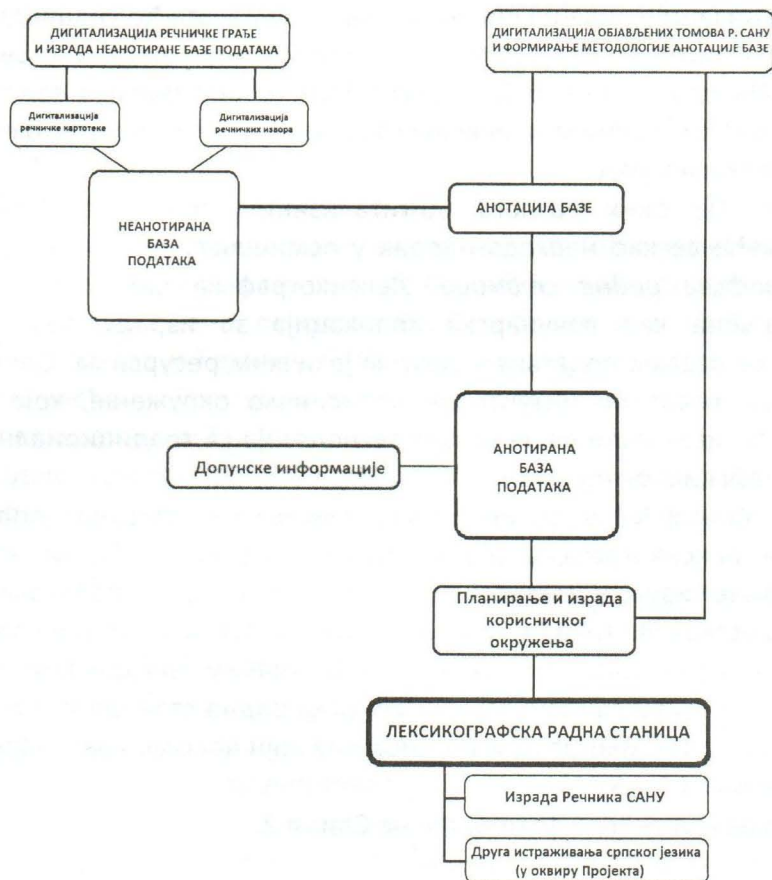 ДИГИТАЛИЗАЦИЈА РЕЧНИЧКЕ ГРАЂЕ
И ИЗРАДА НЕАНОТИРАНЕ БАЗЕ ПОДАТАКА
ДИГИТАЛИЗАЦИЈА ОБЈАВЉЕНИХ ТОМОВА Р. САНУ
И ФОРМИРАЊЕ МЕТОДОЛОГИЈЕ АНОТАЦИЈЕ БАЗЕ
Дигитализација
речничке картотеке
Дигитализација
речничких извора
НЕАНОТИРАНА
БАЗА
ПОДАТАКА
АНОТАЦИЈА БАЗЕ
АНОТИРАНА
БАЗА
ПОДАТАКА
Допунске информације
Планирање и израда
корисничког
окружења
ЛЕКСИКОГРАФСКА РАДНА СТАНИЦА
Израда Речника САНУ
Друга истраживања српског језика
(у оквиру Пројекта)